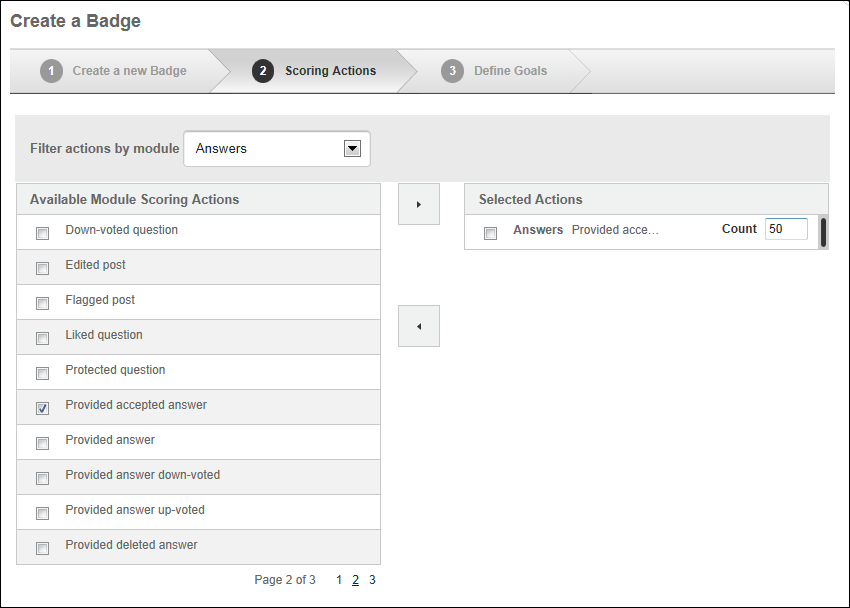 Create a Badge
1 Create a new Badge 2 Scoring Actions 3 Define Goals
Filter actions by module Answers
Available Module Scoring Actions
Down-voted question
Edited post
Flagged post
Liked question
Protected question
Provided accepted answer
Provided answer
Provided answer down-voted
Provided answer up-voted
Provided deleted answer
Page 2 of 3 1 2 3
Selected Actions
Answers Provided acce... Count 50